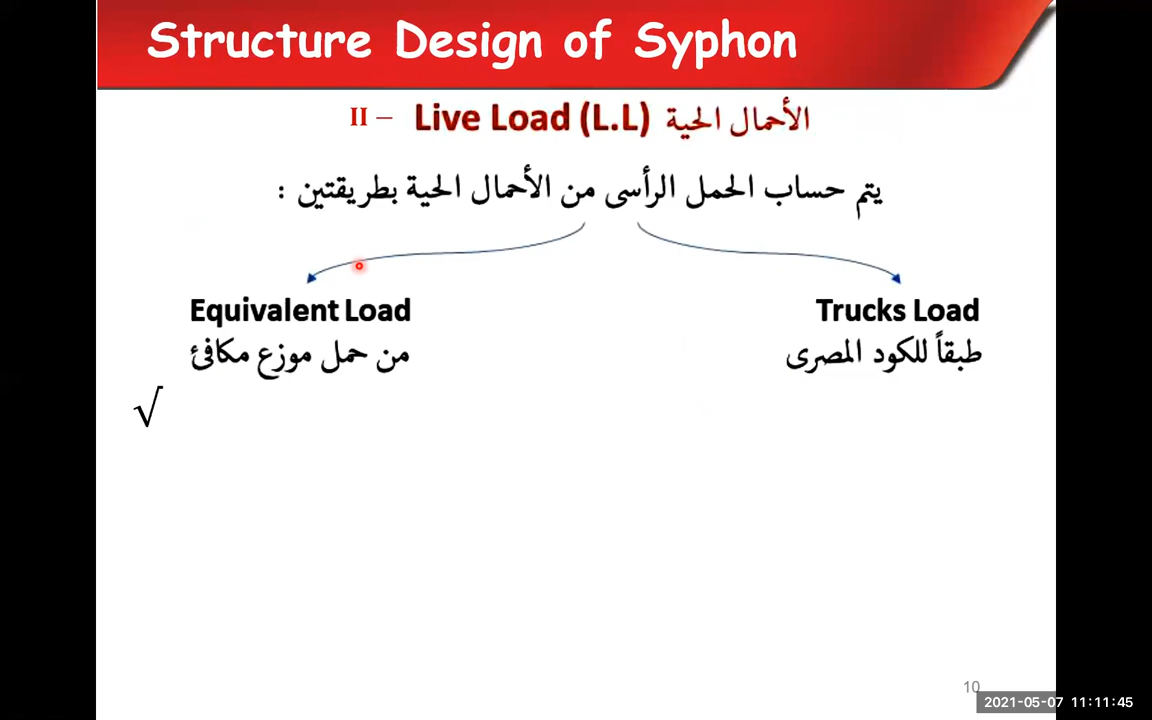 Structure Design of Syphon
II – Live Load (L.L) الأحمال الحية
يتم حساب الحمل الرأسى من الأحمال الحية بطريقتين :
Equivalent Load
من حمل موزع مكافئ
√
Trucks Load
طبقاً للكود المصرى
10
2021-05-07 11:11:45